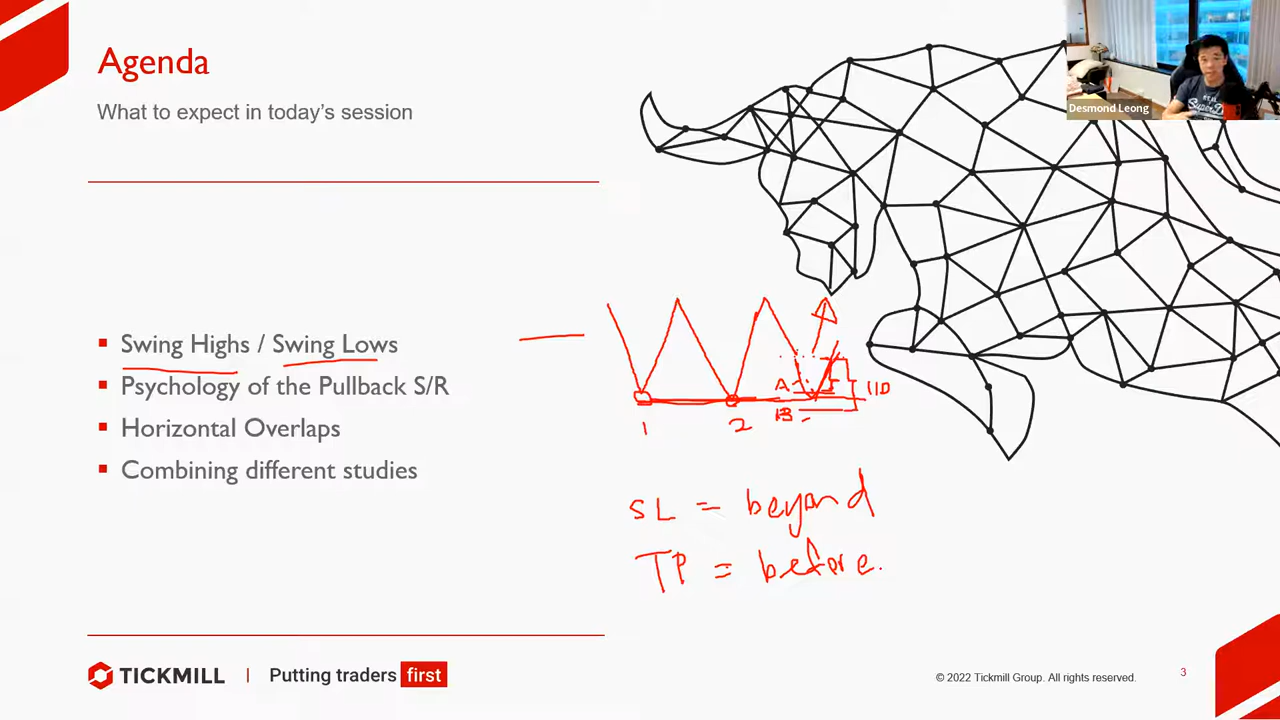 Agenda
What to expect in today's session
Desmond Leong
Swing Highs / Swing Lows
Psychology of the Pullback S/R
Horizontal Overlaps
Combining different studies
A
B
1
2
SL = beyond
TP = before.
TICKMILL | Putting traders first
© 2022 Tickmill Group. All rights reserved.
3